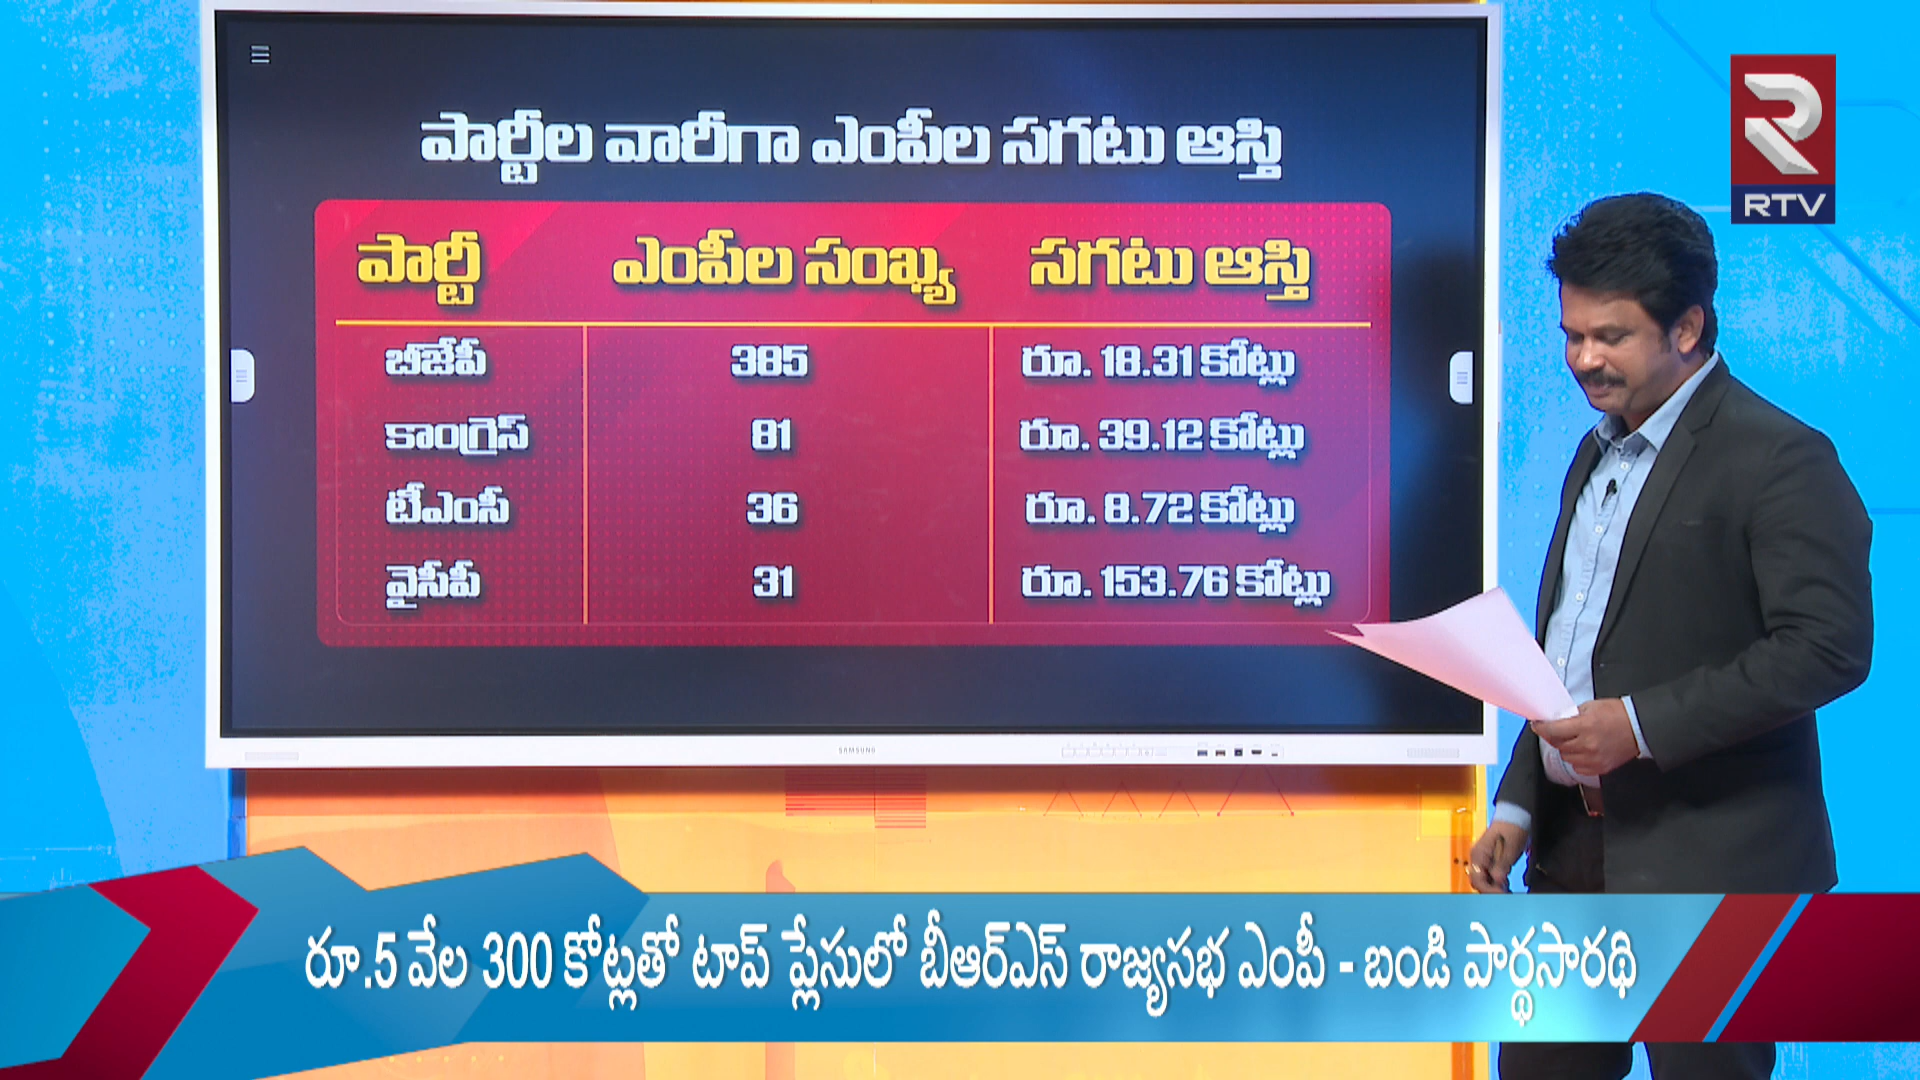 పార్టీల వారీగా ఎంపీల సగటు ఆస్తి
RTV
పార్టీ ఎంపీల సంఖ్య సగటు ఆస్తి
బీజేపీ 385 రూ. 18.31 కోట్లు
కాంగ్రెస్ 81 రూ. 39.12 కోట్లు
టీఎంసీ 36 రూ. 8.72 కోట్లు
వైసీపీ 31 రూ. 153.76 కోట్లు
SAMSUNG
రూ.5 వేల 300 కోట్లతో టాప్ ప్లేసులో బీఆర్ఎస్ రాజ్యసభ ఎంపీ - బండి పార్థసారథి